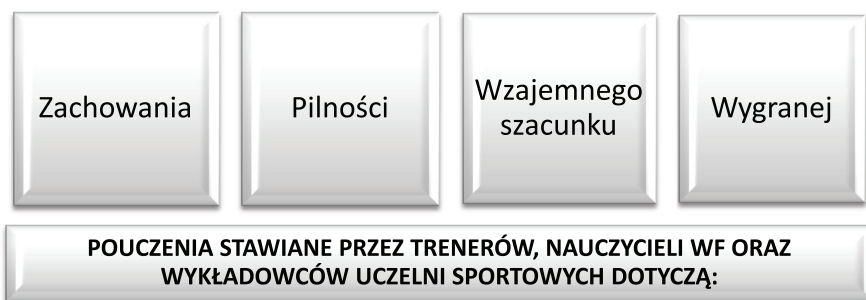 Zachowania
Pilności
Wzajemnego
szacunku
Wygranej
POUCZENIA STAWIANE PRZEZ TRENERÓW, NAUCZYCIELI WF ORAZ
WYKŁADOWCÓW UCZELNI SPORTOWYCH DOTYCZĄ: